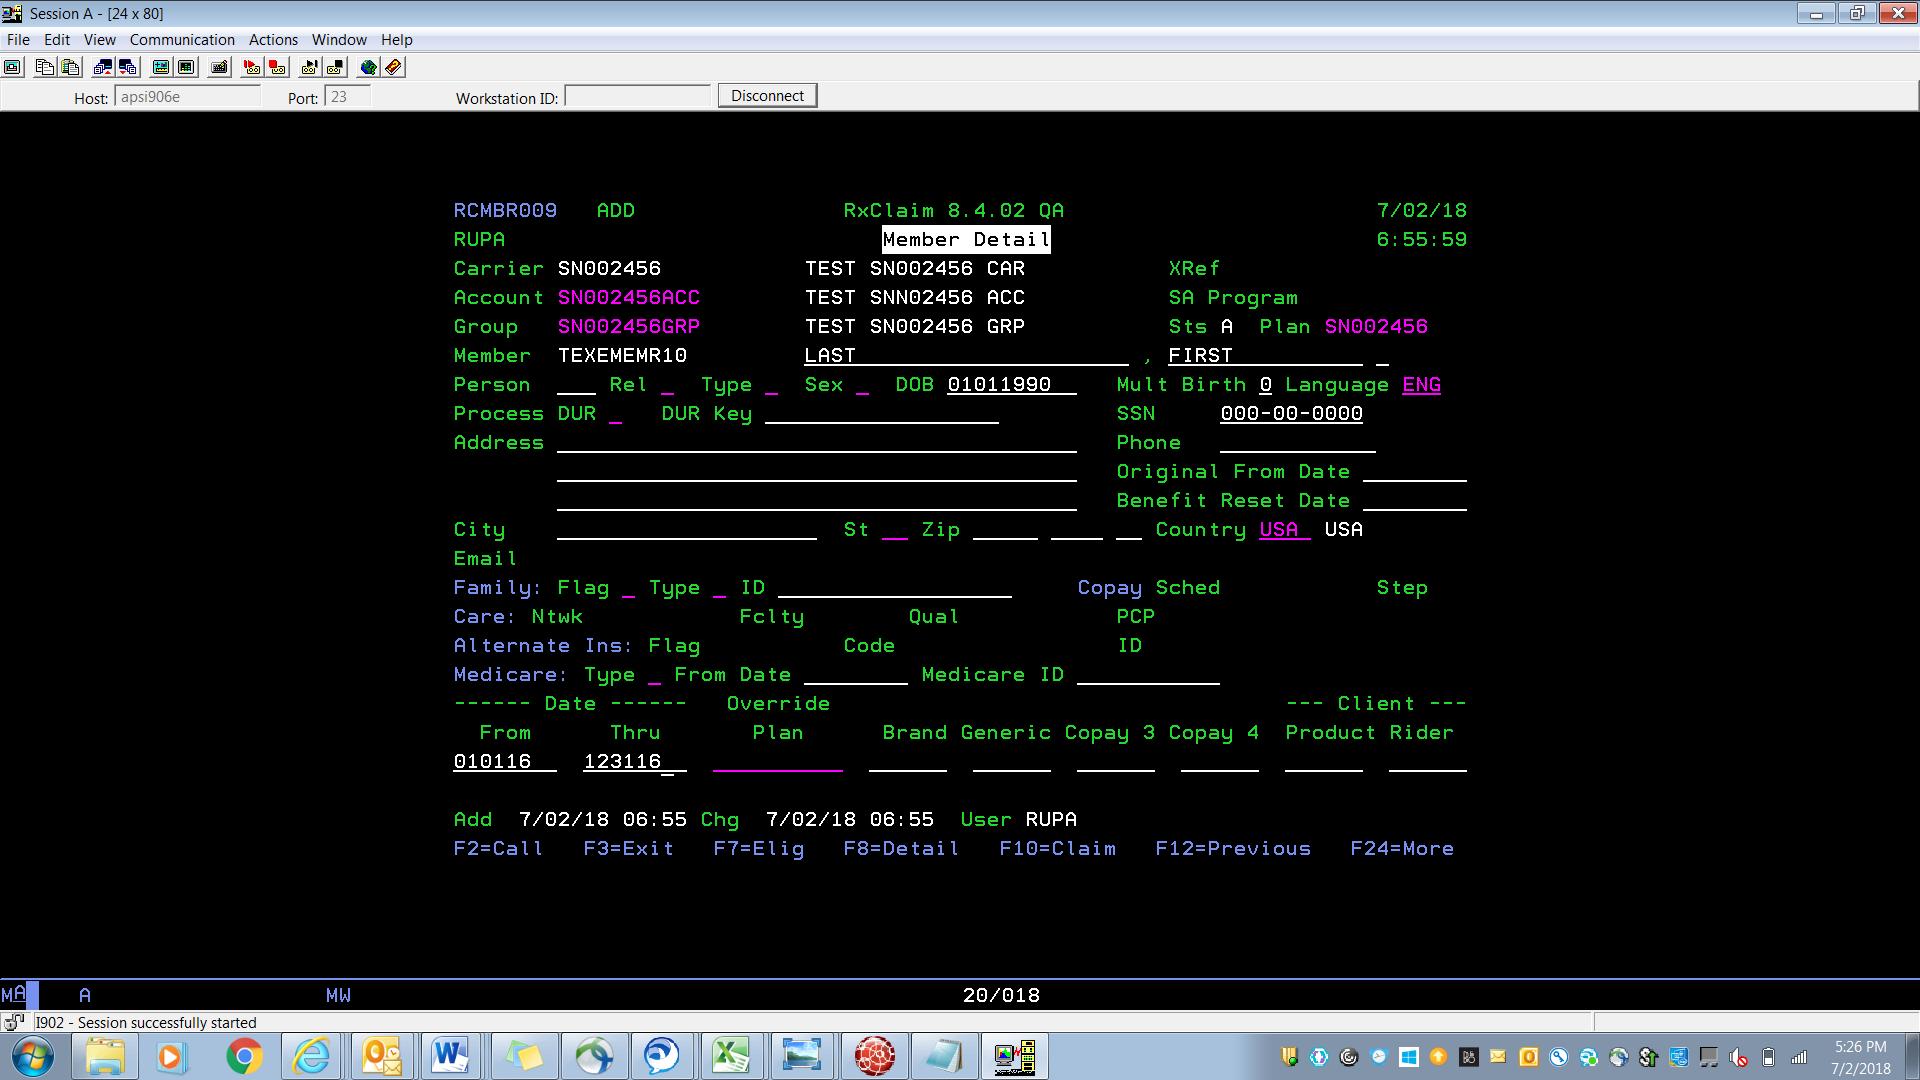 Session A - [24 x 80]
File Edit View Communication Actions Window Help
Host: apsi906e Port: 23 Workstation ID: Disconnect
RCMBR009 ADD RxClaim 8.4.02 QA 7/02/18
RUPA Member Detail 6:55:59
Carrier SN002456 TEST SN002456 CAR XRef
Account SN002456ACC TEST SNN02456 ACC SA Program
Group SN002456GRP TEST SN002456 GRP Sts A Plan SN002456
Member TEXEMEMR10 LAST , FIRST
Person Rel Type Sex DOB 01011990 Mult Birth 0 Language ENG
Process DUR DUR Key SSN 000-00-0000
Address Phone
Original From Date
Benefit Reset Date
City St Zip Country USA USA
Email
Family: Flag Type ID Copay Sched Step
Care: Ntwk Fclty Qual PCP
Alternate Ins: Flag Code ID
Medicare: Type From Date Medicare ID
------ Date ------ Override --- Client ---
From Thru Plan Brand Generic Copay 3 Copay 4 Product Rider
010116 123116
Add 7/02/18 06:55 Chg 7/02/18 06:55 User RUPA
F2=Call F3=Exit F7=Elig F8=Detail F10=Claim F12=Previous F24=More
MA A MW 20/018
I902 - Session successfully started
5:26 PM
7/2/2018